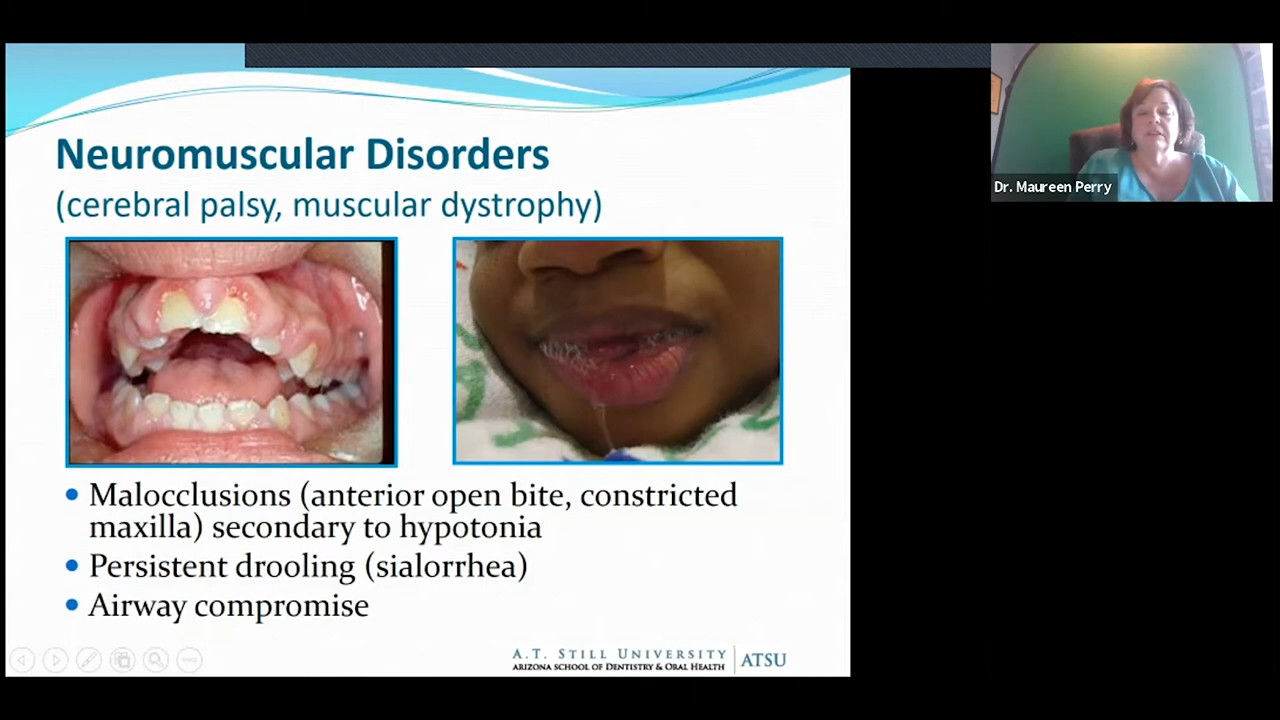 Neuromuscular Disorders
(cerebral palsy, muscular dystrophy)
• Malocclusions (anterior open bite, constricted
maxilla) secondary to hypotonia
• Persistent drooling (sialorrhea)
• Airway compromise
A.T. STILL UNIVERSITY
ARIZONA SCHOOL OF DENTISTRY & ORAL HEALTH
ATSU
Dr. Maureen Perry